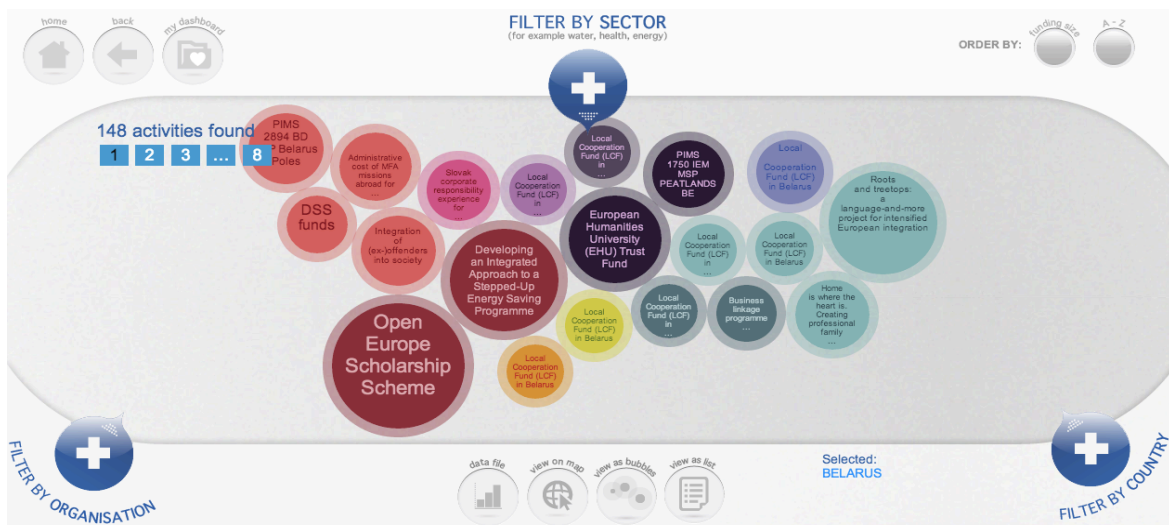 home
back
my dashboard
FILTER BY SECTOR
(for example water, health, energy)
ORDER BY:
funding size
A - Z
148 activities found
1 2 3 ... 8
PIMS
2894 BD
P Belarus
Poles
Administrative
cost of MFA
missions
abroad for
...
Slovak
corporate
responsibility
experience
for
...
Local
Cooperation
Fund (LCF)
in
...
Local
Cooperation
Fund (LCF)
in
...
PIMS
1750 IEM
MSP
PEATLANDS
BE
Local
Cooperation
Fund (LCF)
in Belarus
Roots
and treetops:
a
language-and-more
project for intensified
European integration
DSS
funds
Integration
of
(ex-)offenders
into society
Developing
an Integrated
Approach to a
Stepped-Up
Energy Saving
Programme
European
Humanities
University
(EHU) Trust
Fund
Local
Cooperation
Fund (LCF)
in
...
Local
Cooperation
Fund (LCF)
in Belarus
Open
Europe
Scholarship
Scheme
Local
Cooperation
Fund (LCF)
in Belarus
Local
Cooperation
Fund (LCF)
in
...
Business
linkage
programme
...
Home
is where the
heart is.
Creating
professional
family
...
Local
Cooperation
Fund (LCF)
in Belarus
FILTER BY ORGANISATION
data file
view on map
view as bubbles
view as list
Selected:
BELARUS
FILTER BY COUNTRY